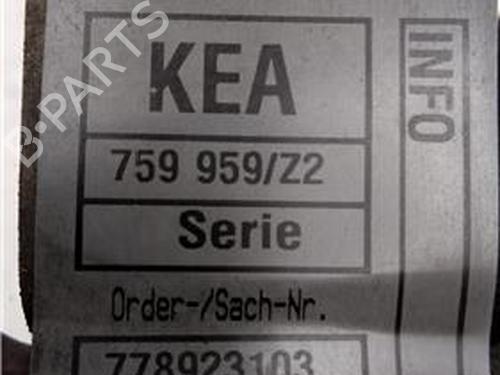 KEA
INFO
759 959/Z2
Serie
Order-/Sach-Nr.
778923103
B-PARTS